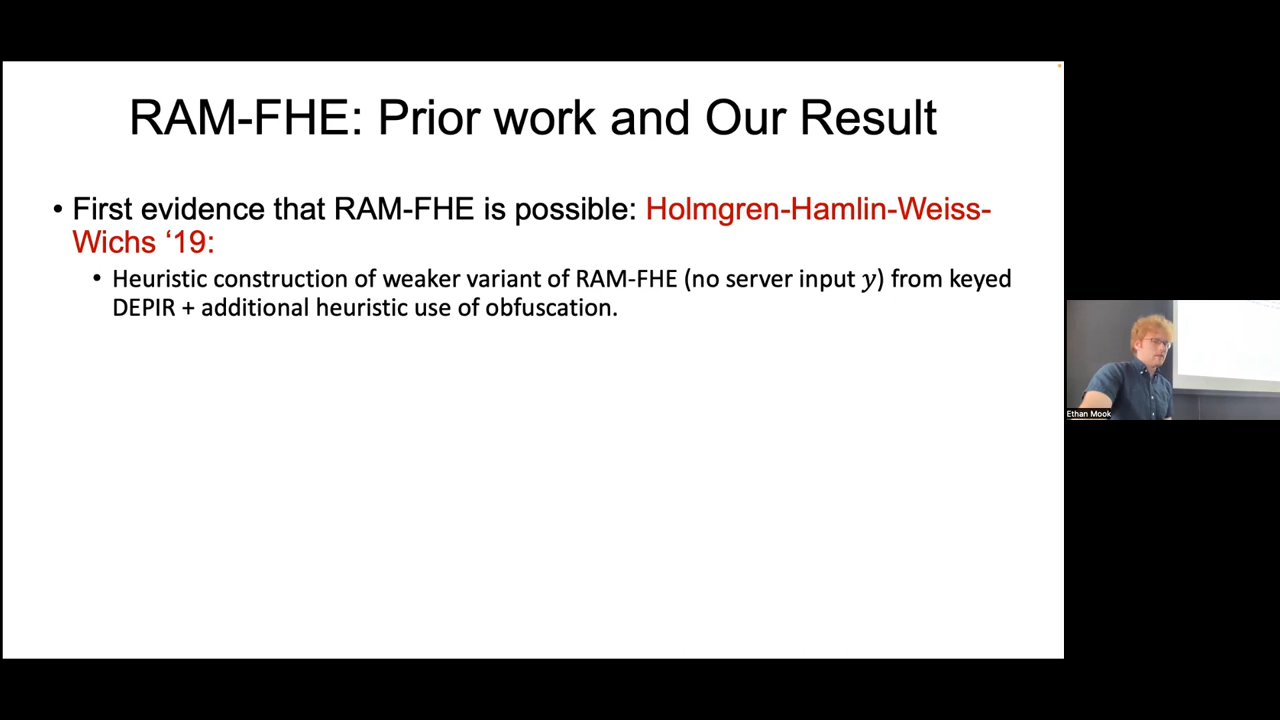 RAM-FHE: Prior work and Our Result
• First evidence that RAM-FHE is possible: Holmgren-Hamlin-Weiss-
Wichs ‘19:
• Heuristic construction of weaker variant of RAM-FHE (no server input 𝑦) from keyed
DEPIR + additional heuristic use of obfuscation.
Ethan Mook